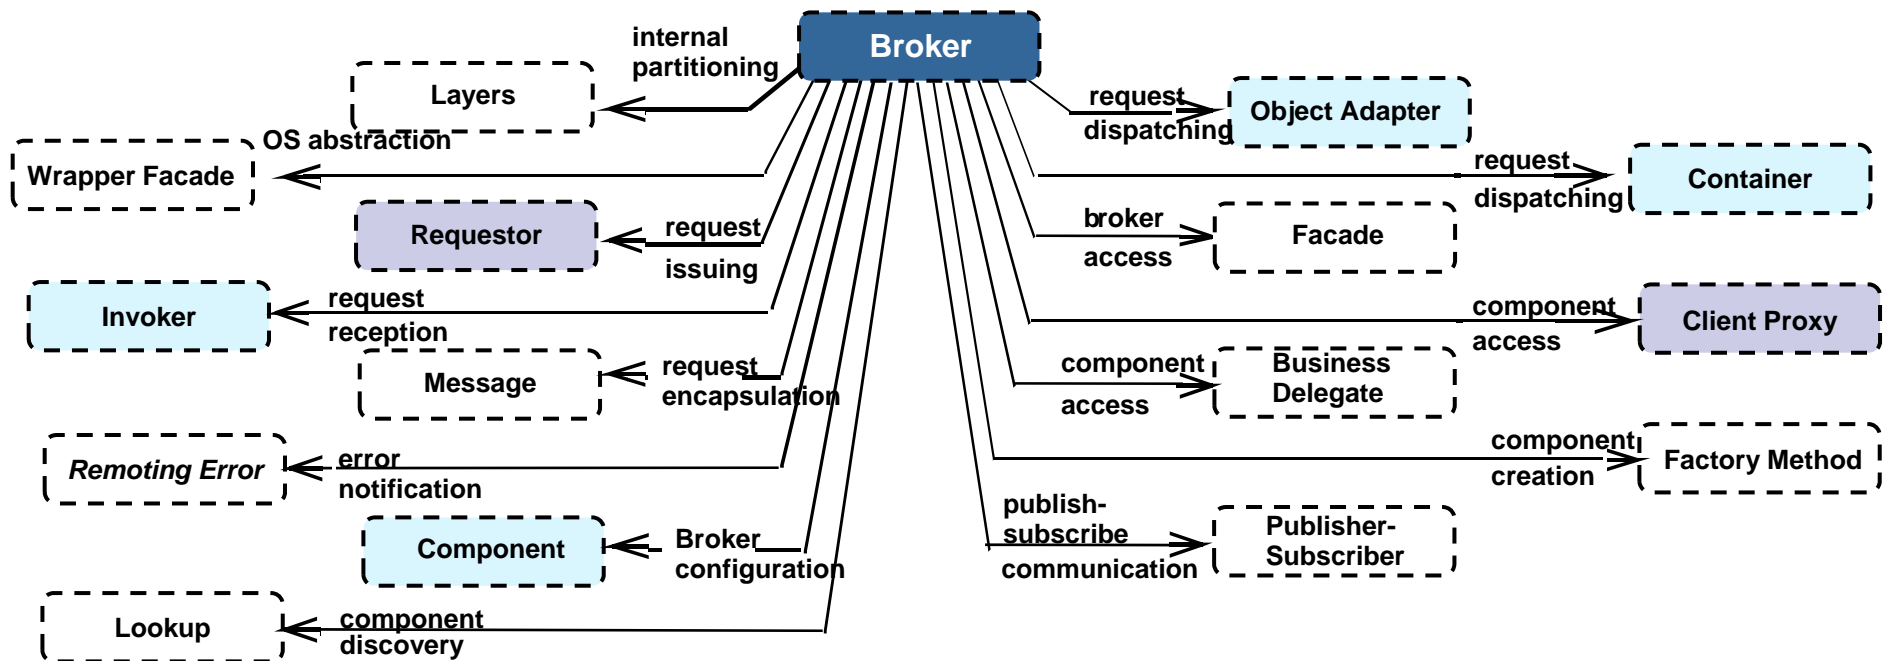 Broker
internal
partitioning
Layers
request
dispatching
Object Adapter
OS abstraction
Wrapper Facade
request
dispatching
Container
Requestor
request
issuing
broker
access
Facade
Invoker
request
reception
component
access
Client Proxy
Message
request
encapsulation
component
access
Business
Delegate
Remoting Error
error
notification
component
creation
Factory Method
publish-
subscribe
communication
Publisher-
Subscriber
Component
Broker
configuration
Lookup
component
discovery